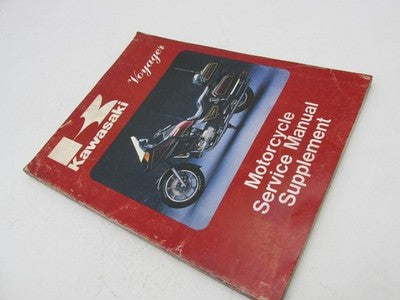 Kawasaki
Voyager
Motorcycle
Service Manual
Supplement